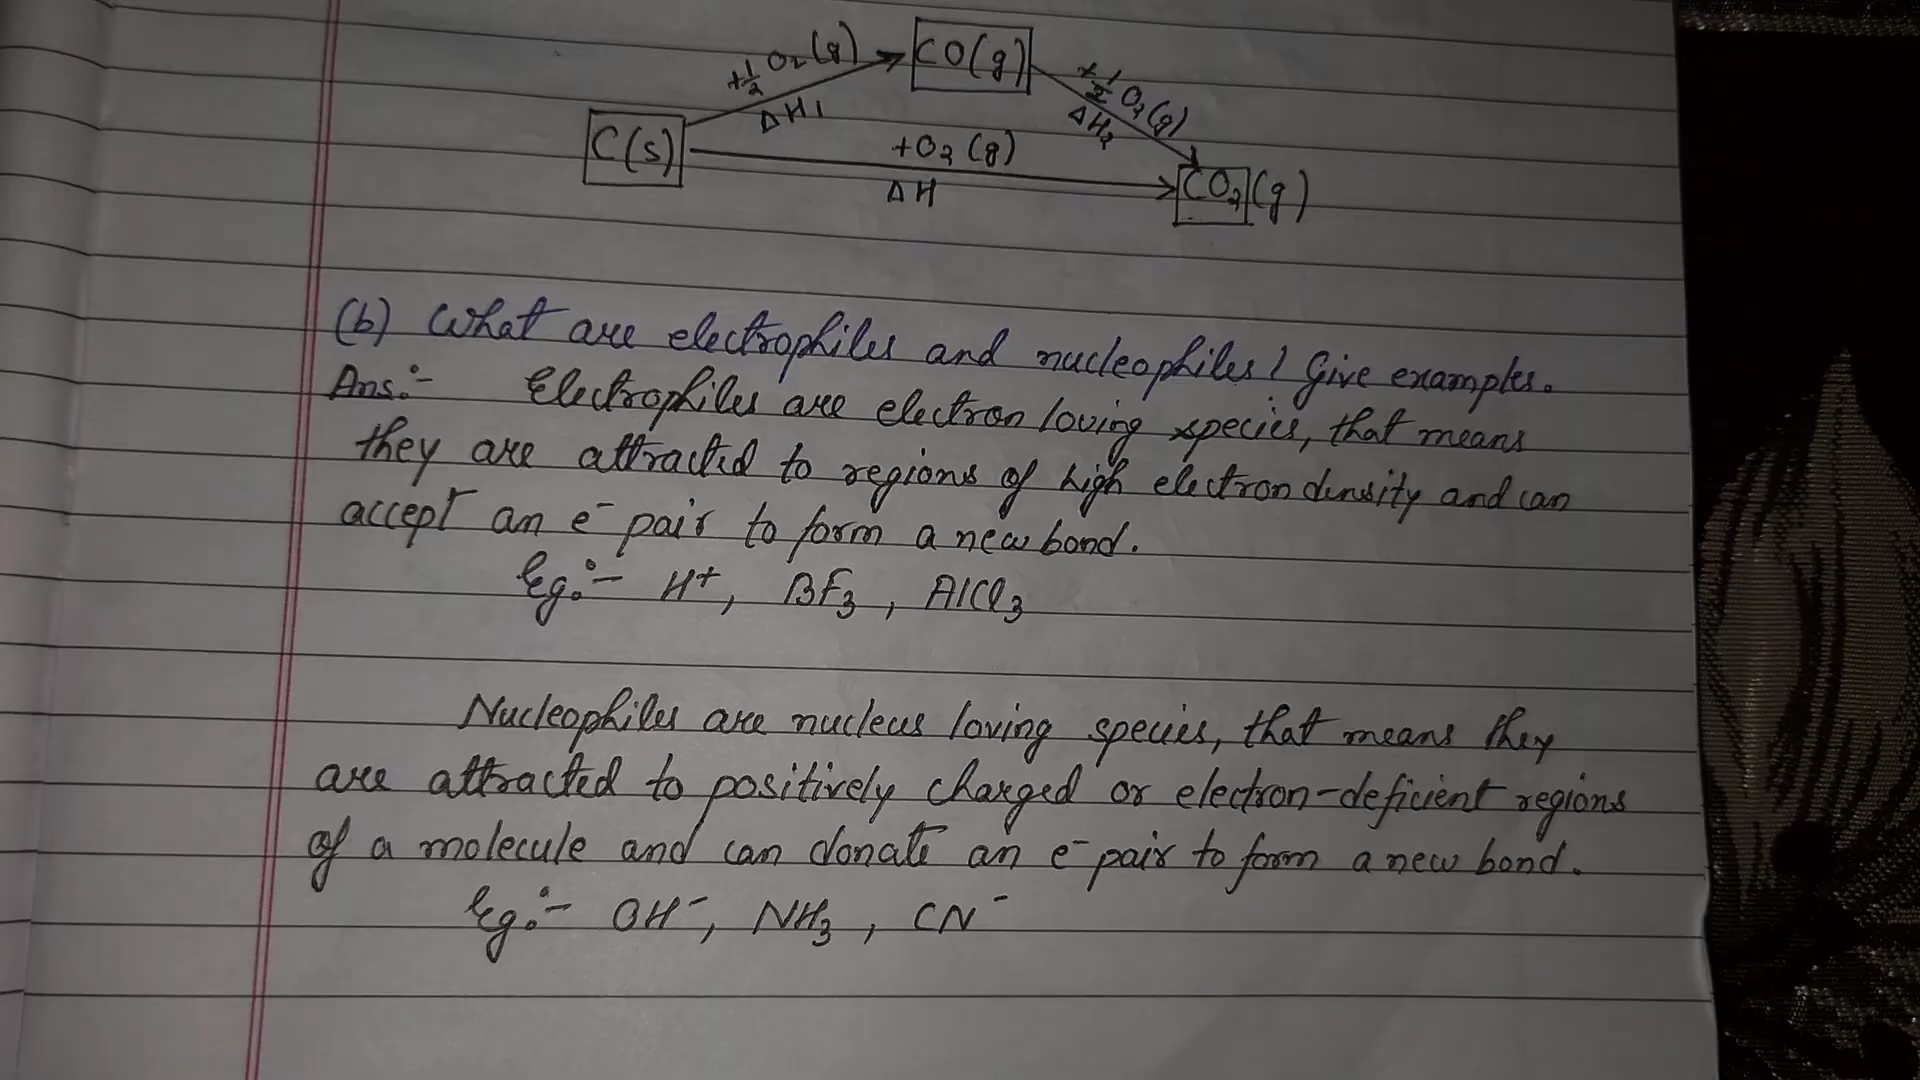 +1/2 O2(g)
CO(g)
+1/2 O2(g)
ΔH1
ΔH2
C(s)
+O2(g)
ΔH
CO2(g)
(b) What are electrophiles and nucleophiles? Give examples.
Ans:- Electrophiles are electron loving species, that means
they are attracted to regions of high electron density and can
accept an e⁻ pair to form a new bond.
Eg:- H⁺, BF3, AlCl3
Nucleophiles are nucleus loving species, that means they
are attracted to positively charged or electron-deficient regions
of a molecule and can donate an e⁻ pair to form a new bond.
Eg:- OH⁻, NH3, CN⁻